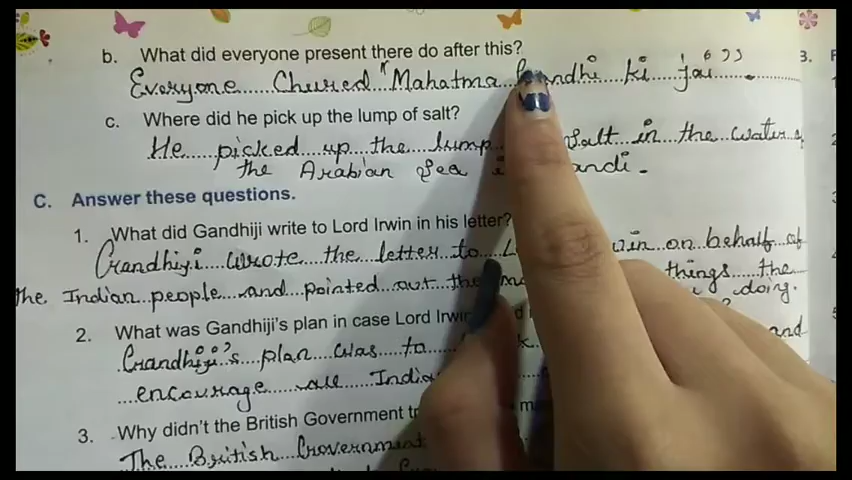 b. What did everyone present there do after this?
Everyone Cheured "Mahatma Gandhi ki jai''
3.
c. Where did he pick up the lump of salt?
He picked up the lump salt in the water of
the Arabian Sea
C. Answer these questions.
1. What did Gandhiji write to Lord Irwin in his letter?
Gandhiji wrote the letter to on behalf of
the Indian people and pointed out the things the
doing.
2. What was Gandhiji's plan in case Lord Irwin
Gandhiji's plan was to and
encourage all
3. Why didn't the British Government
The British Government